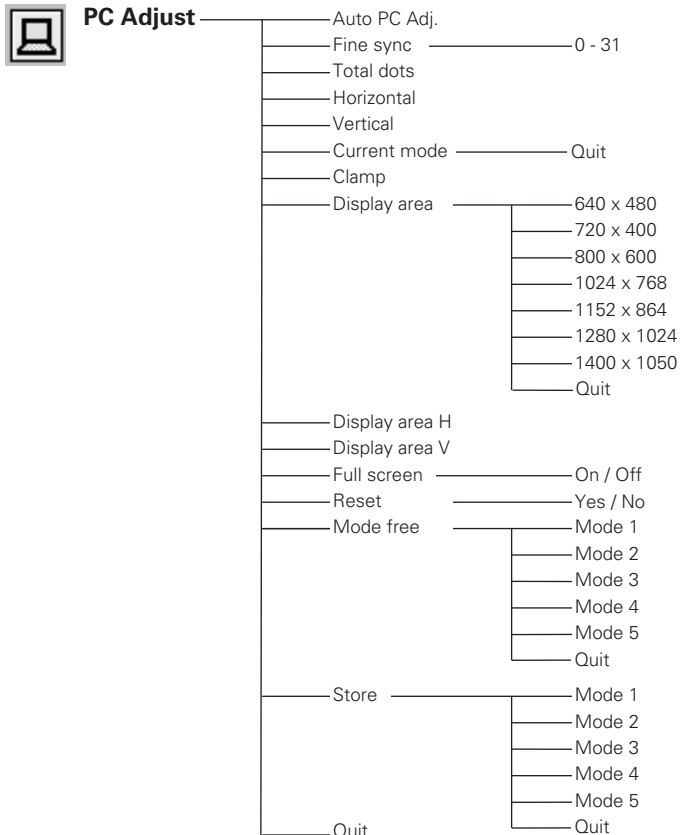 PC Adjust
Auto PC Adj.
Fine sync 0 - 31
Total dots
Horizontal
Vertical
Current mode Quit
Clamp
Display area 640 x 480
720 x 400
800 x 600
1024 x 768
1152 x 864
1280 x 1024
1400 x 1050
Quit
Display area H
Display area V
Full screen On / Off
Reset Yes / No
Mode free Mode 1
Mode 2
Mode 3
Mode 4
Mode 5
Quit
Store Mode 1
Mode 2
Mode 3
Mode 4
Mode 5
Quit
Quit